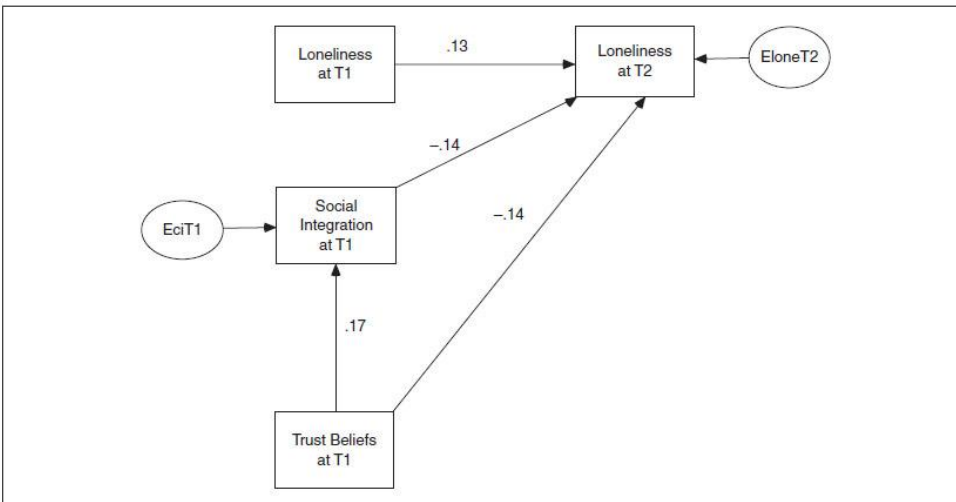 Loneliness
at T1
.13
Loneliness
at T2
EloneT2
–.14
Social
Integration
at T1
EciT1
–.14
.17
Trust Beliefs
at T1